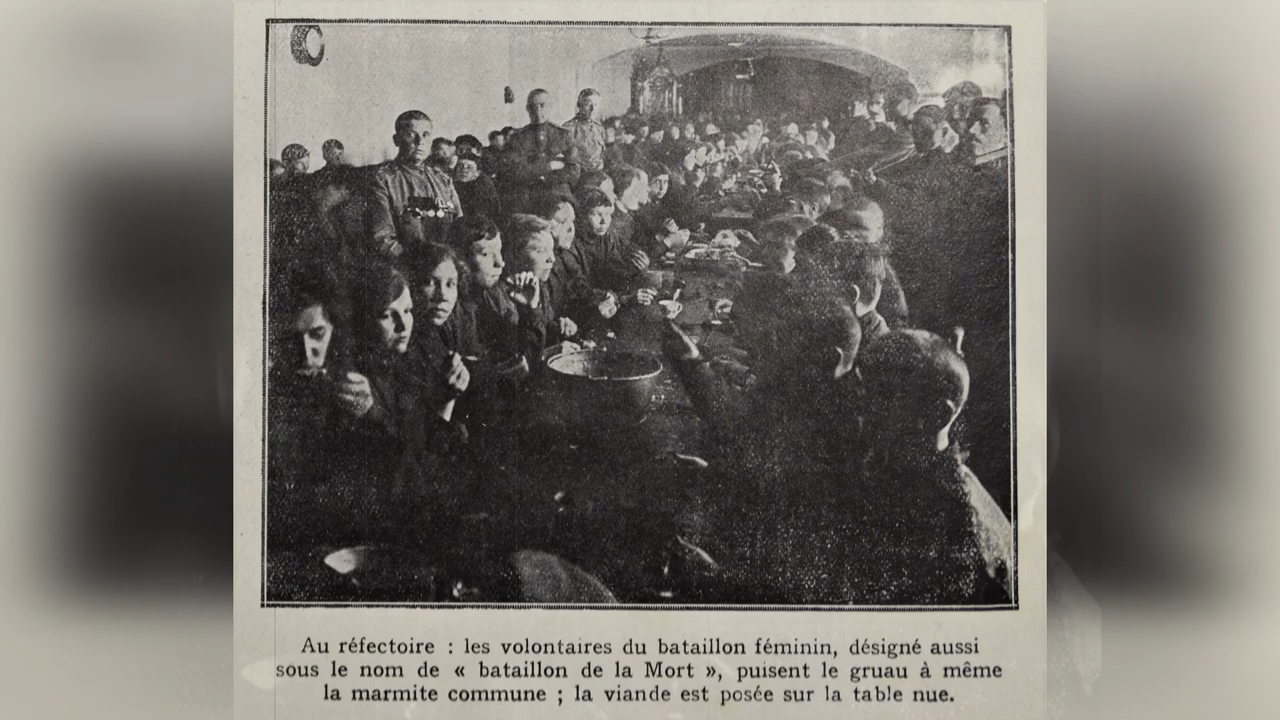 Au réfectoire : les volontaires du bataillon féminin, désigné aussi
sous le nom de « bataillon de la Mort », puisent le gruau à même
la marmite commune ; la viande est posée sur la table nue.